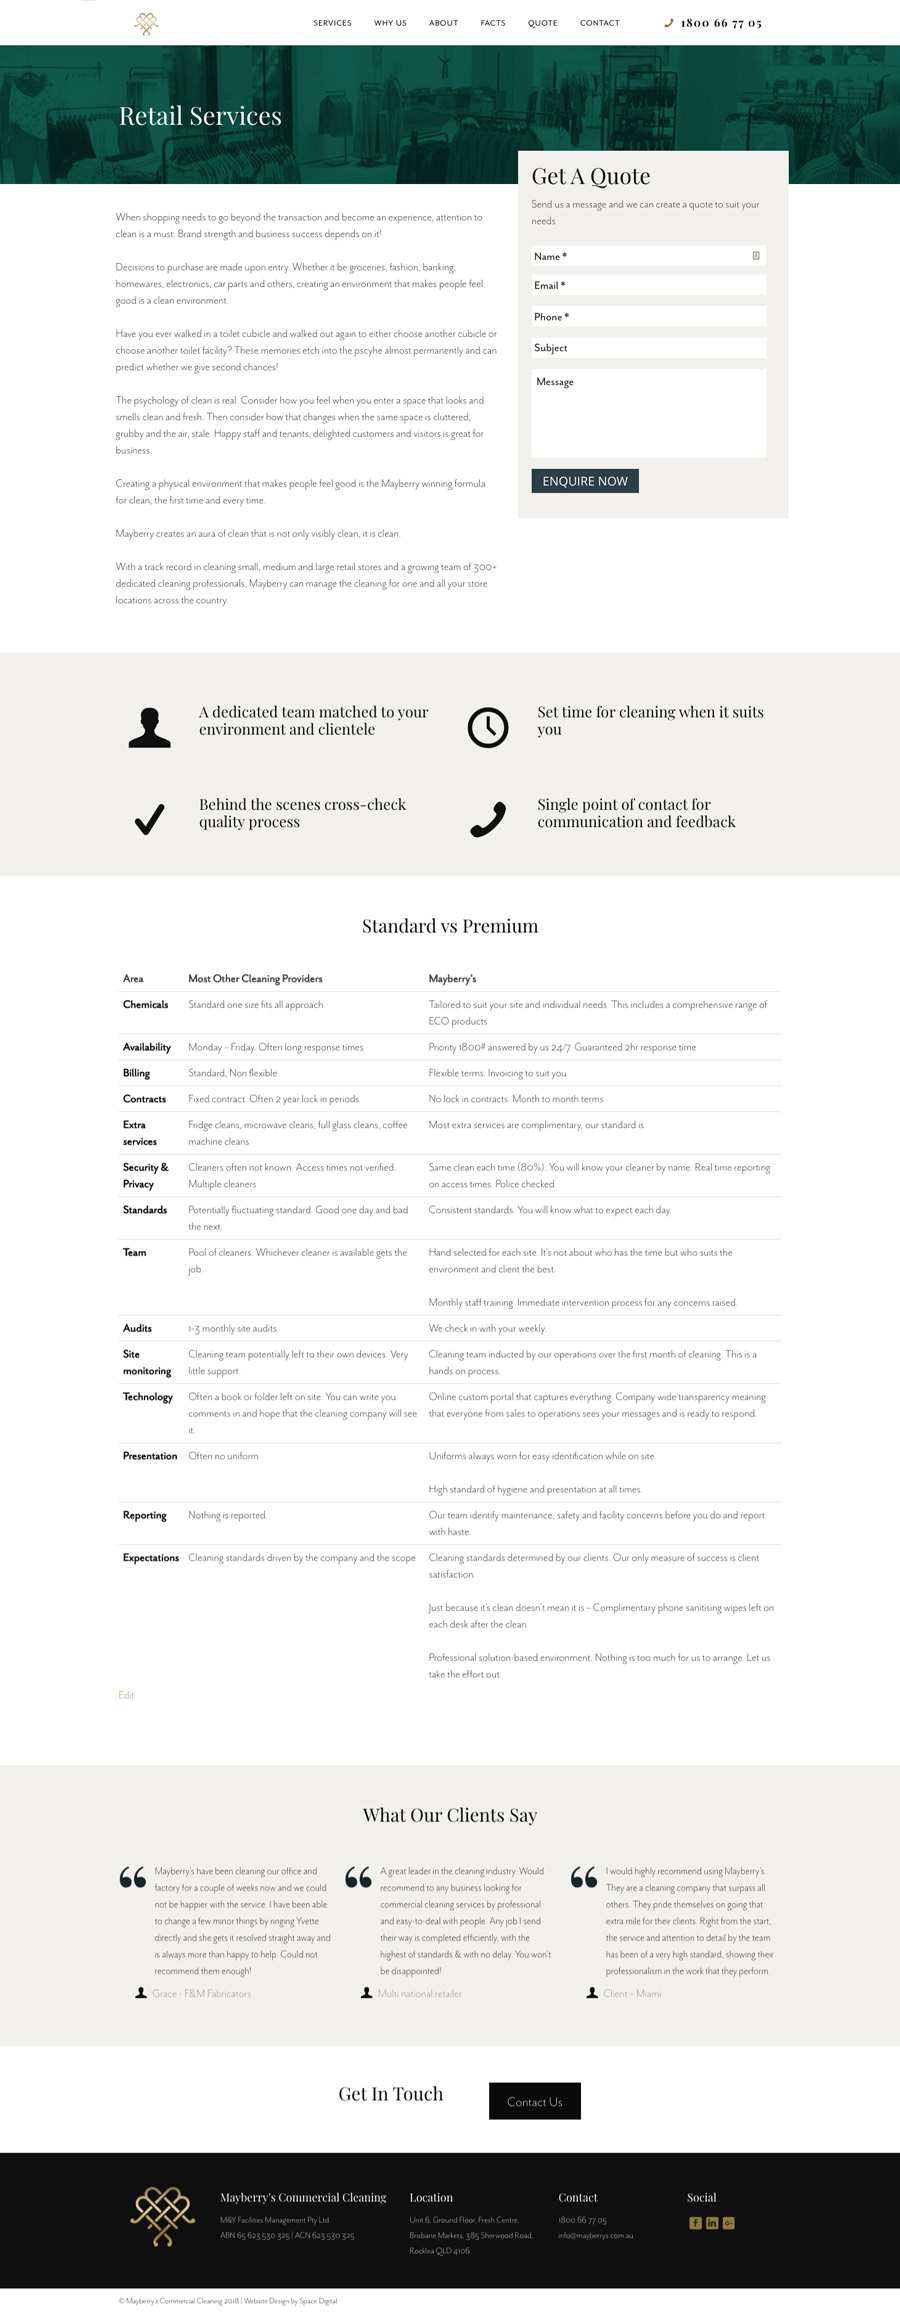 SERVICES WHY US ABOUT FACTS QUOTE CONTACT 1800 66 77 05
Retail Services
Get A Quote
Send us a message and we can create a quote to suit your
needs
Name *
Email *
Phone *
Subject
Message
ENQUIRE NOW
When shopping needs to go beyond the transaction and become an experience, attention to
clean is a must. Brand strength and business success depends on it!
Decisions to purchase are made upon entry. Whether it be groceries, fashion, banking,
homewares, electronics, car parts and others, creating an environment that makes people feel
good is a clean environment.
Have you ever walked in a toilet cubicle and walked out again to either choose another cubicle or
choose another toilet facility? These memories etch into the pscyhe almost permanently and can
predict whether we give second chances!
The psychology of clean is real. Consider how you feel when you enter a space that looks and
smells clean and fresh. Then consider how that changes when the same space is cluttered,
grubby and the air, stale. Happy staff and tenants, delighted customers and visitors is great for
business.
Creating a physical environment that makes people feel good is the Mayberry winning formula
for clean, the first time and every time.
Mayberry creates an aura of clean that is not only visibly clean, it is clean.
With a track record in cleaning small, medium and large retail stores and a growing team of 300+
dedicated cleaning professionals, Mayberry can manage the cleaning for one and all your store
locations across the country.
A dedicated team matched to your
environment and clientele
Set time for cleaning when it suits
you
Behind the scenes cross-check
quality process
Single point of contact for
communication and feedback
Standard vs Premium
Area Most Other Cleaning Providers Mayberry's
Chemicals Standard one size fits all approach Tailored to suit your site and individual needs. This includes a comprehensive range of
ECO products
Availability Monday – Friday. Often long response times Priority 1800# answered by us 24/7. Guaranteed 2hr response time
Billing Standard, Non flexible Flexible terms. Invoicing to suit you
Contracts Fixed contract. Often 2 year lock in periods No lock in contracts. Month to month terms
Extra Fridge cleans, microwave cleans, full glass cleans, coffee Most extra services are complimentary, our standard is
services machine cleans
Security & Cleaners often not known. Access times not verified. Same clean each time (80%). You will know your cleaner by name. Real time reporting
Privacy Multiple cleaners on access times. Police checked
Standards Potentially fluctuating standard. Good one day and bad Consistent standards. You will know what to expect each day.
the next.
Team Pool of cleaners. Whichever cleaner is available gets the Hand selected for each site. It's not about who has the time but who suits the
job. environment and client the best.
Monthly staff training. Immediate intervention process for any concerns raised.
Audits 1-3 monthly site audits. We check in with your weekly.
Site Cleaning team potentially left to their own devices. Very Cleaning team inducted by our operations over the first month of cleaning. This is a
monitoring little support. hands on process.
Technology Often a book or folder left on site. You can write you Online custom portal that captures everything. Company wide transparency meaning
comments in and hope that the cleaning company will see that everyone from sales to operations sees your messages and is ready to respond.
it.
Presentation Often no uniform Uniforms always worn for easy identification while on site.
High standard of hygiene and presentation at all times.
Reporting Nothing is reported. Our team identify maintenance, safety and facility concerns before you do and report
with haste.
Expectations Cleaning standards driven by the company and the scope Cleaning standards determined by our clients. Our only measure of success is client
satisfaction.
Just because it's clean doesn't mean it is – Complimentary phone sanitising wipes left on
each desk after the clean.
Professional solution-based environment. Nothing is too much for us to arrange. Let us
take the effort out.
Edit
What Our Clients Say
Mayberry's have been cleaning our office and
factory for a couple of weeks now and we could
not be happier with the service. I have been able
to change a few minor things by ringing Yvette
directly and she gets it resolved straight away and
is always more than happy to help. Could not
recommend them enough!
Grace - F&M Fabricators
A great leader in the cleaning industry. Would
recommend to any business looking for
commercial cleaning services by professional
and easy-to-deal with people. Any job I send
their way is completed efficiently, with the
highest of standards & with no delay. You won't
be disappointed!
Multi national retailer
I would highly recommend using Mayberry's.
They are a cleaning company that surpass all
others. They pride themselves on going that
extra mile for their clients. Right from the start,
the service and attention to detail by the team
has been of a very high standard, showing their
professionalism in the work that they perform.
Client – Miami
Get In Touch
Contact Us
Mayberry's Commercial Cleaning
M&Y Facilities Management Pty Ltd
ABN 65 623 530 325 | ACN 623 530 325
Location
Unit 6, Ground Floor, Fresh Centre,
Brisbane Markets, 385 Sherwood Road,
Rocklea QLD 4106
Contact
1800 66 77 05
info@mayberrys.com.au
Social
© Mayberry's Commercial Cleaning 2018 | Website Design by Space Digital